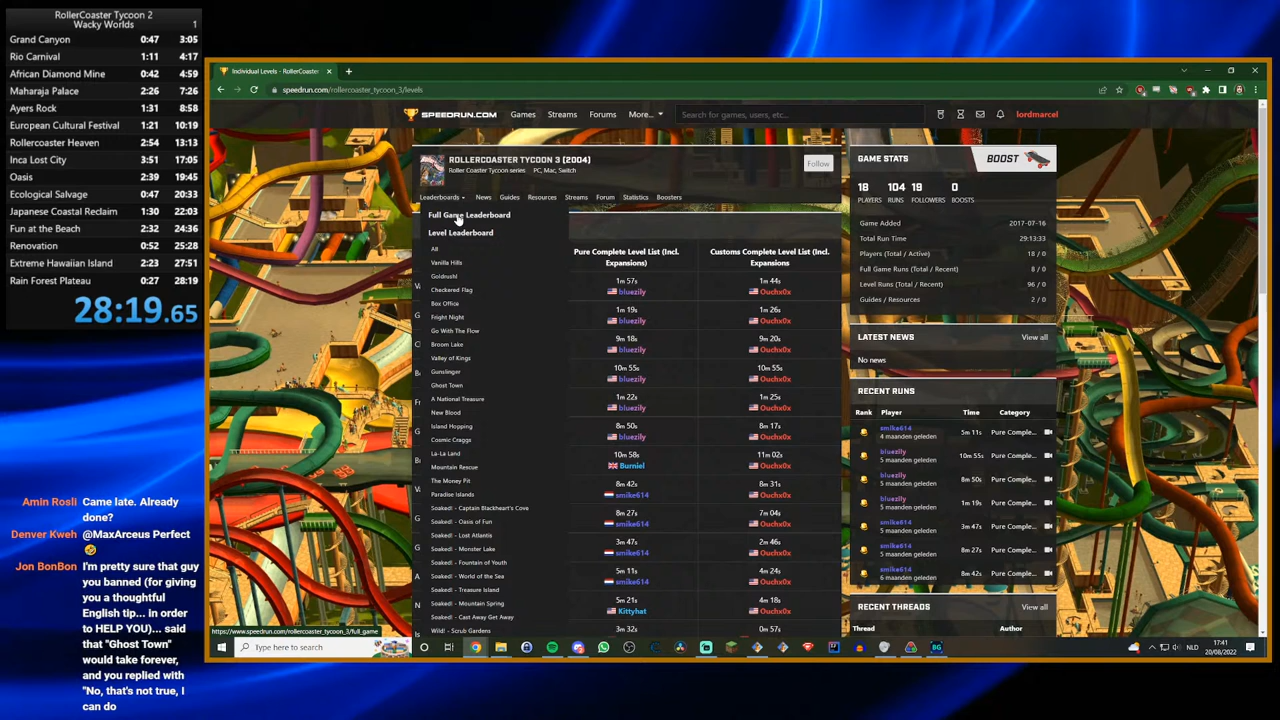 RollerCoaster Tycoon 2
Wacky Worlds 1
Grand Canyon 0:47 3:05
Rio Carnival 1:11 4:17
African Diamond Mine 0:42 4:59
Maharaja Palace 2:26 7:26
Ayers Rock 1:31 8:58
European Cultural Festival 1:21 10:19
Rollercoaster Heaven 2:54 13:13
Inca Lost City 3:51 17:05
Oasis 2:39 19:45
Ecological Salvage 0:47 20:33
Japanese Coastal Reclaim 1:30 22:03
Fun at the Beach 2:32 24:36
Renovation 0:52 25:28
Extreme Hawaiian Island 2:23 27:51
Rain Forest Plateau 0:27 28:19
28:19.65
Amin Rosli Came late. Already
done?
Denver Kweh @MaxArceus Perfect
🤣
Jon BonBon I'm pretty sure that guy
you banned (for giving
you a thoughtful
English tip... In order
to HELP YOU)... said
that "Ghost Town"
would take forever,
and you replied with
"No, that's not true, I
can do
Individual Levels - RollerCoaster
speedrun.com/rollercoaster_tycoon_3/levels
SPEEDRUN.COM Games Streams Forums More... Search for games, users, etc... lordmarcel
ROLLERCOASTER TYCOON 3 (2004)
Roller Coaster Tycoon series PC, Mac, Switch
Follow
Leaderboards News Guides Resources Streams Forum Statistics Boosters
Full Game Leaderboard
Level Leaderboard
All
Vanilla Hills
Goldrush!
Checkered Flag
Box Office
Fright Night
Go With The Flow
Broom Lake
Valley of Kings
Gunslinger
Ghost Town
A National Treasure
New Blood
Island Hopping
Cosmic Craggs
La-La Land
Mountain Rescue
The Money Pit
Paradise Islands
Soaked! - Captain Blackheart's Cove
Soaked! - Oasis of Fun
Soaked! - Lost Atlantis
Soaked! - Monster Lake
Soaked! - Fountain of Youth
Soaked! - World of the Sea
Soaked! - Treasure Island
Soaked! - Mountain Spring
Soaked! - Cast Away Get Away
Wild! - Scrub Gardens
Pure Complete Level List (Incl. Customs Complete Level List (Incl.
Expansions) Expansions)
1m 57s 1m 44s
bluezily Ouchx0x
1m 19s 1m 26s
bluezily Ouchx0x
9m 18s 9m 20s
bluezily Ouchx0x
10m 55s 10m 55s
bluezily Ouchx0x
1m 22s 1m 25s
bluezily Ouchx0x
8m 50s 8m 17s
bluezily Ouchx0x
10m 58s 11m 02s
Burniel Ouchx0x
8m 42s 8m 31s
smike614 Ouchx0x
8m 27s 7m 04s
smike614 Ouchx0x
3m 47s 2m 46s
smike614 Ouchx0x
5m 11s 4m 24s
smike614 Ouchx0x
5m 21s 4m 18s
Kittyhat Ouchx0x
3m 32s 0m 57s
GAME STATS BOOST
18 104 19 0
PLAYERS RUNS FOLLOWERS BOOSTS
Game Added 2017-07-16
Total Run Time 29:13:33
Players (Total / Active) 18 / 0
Full Game Runs (Total / Recent) 8 / 0
Level Runs (Total / Recent) 96 / 0
Guides / Resources 2 / 0
LATEST NEWS View all
No news
RECENT RUNS
Rank Player Time Category
smike614
4 maanden geleden 5m 11s Pure Comple...
bluezily
5 maanden geleden 10m 55s Pure Comple...
bluezily
5 maanden geleden 8m 50s Pure Comple...
bluezily
5 maanden geleden 1m 19s Pure Comple...
smike614
5 maanden geleden 3m 47s Pure Comple...
smike614
5 maanden geleden 8m 27s Pure Comple...
smike614
6 maanden geleden 8m 42s Pure Comple...
RECENT THREADS View all
Thread Author
https://www.speedrun.com/rollercoaster_tycoon_3/full_game
Type here to search
NLD
17:41
20/08/2022